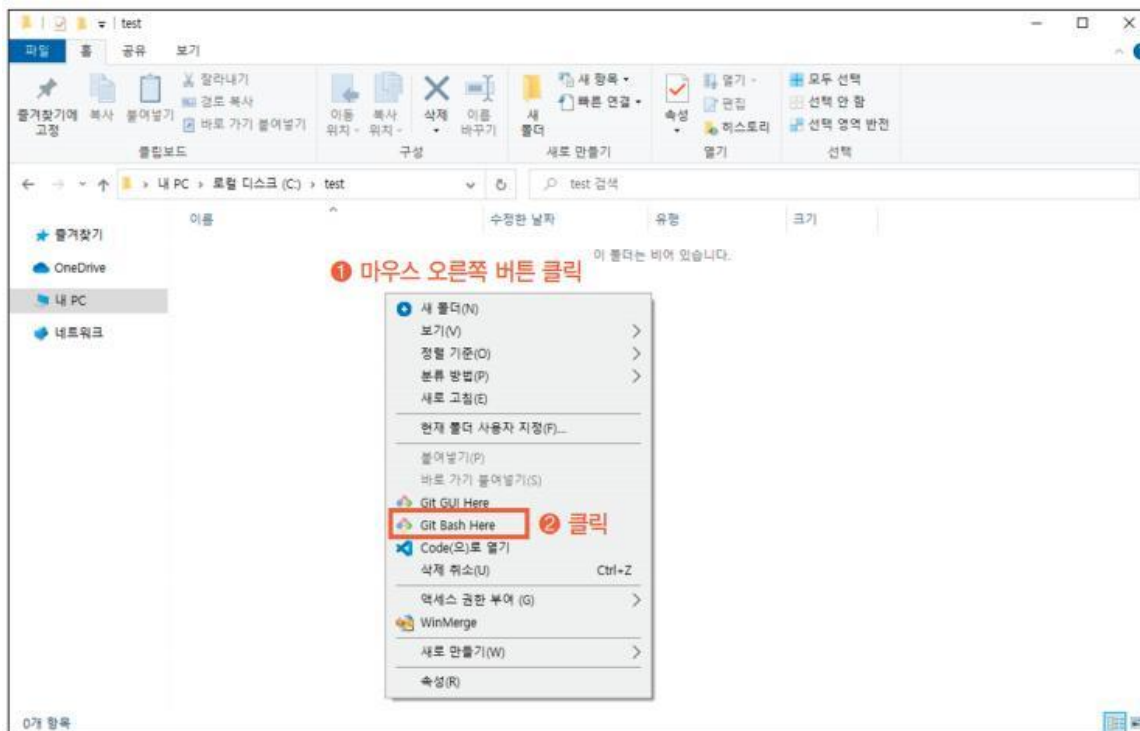 test
파일 홈 공유 보기
즐겨찾기에 고정
복사
붙여넣기
잘라내기
경로 복사
바로 가기 붙여넣기
클립보드
이동 위치
복사 위치
삭제
이름 바꾸기
구성
새 폴더
새 항목
빠른 연결
새로 만들기
속성
열기
편집
히스토리
열기
모두 선택
선택 안 함
선택 영역 반전
선택
내 PC › 로컬 디스크 (C:) › test
test 검색
이름 수정한 날짜 유형 크기
즐겨찾기
OneDrive
내 PC
네트워크
이 폴더는 비어 있습니다.
❶ 마우스 오른쪽 버튼 클릭
새 폴더(N)
보기(V)
정렬 기준(O)
분류 방법(P)
새로 고침(E)
현재 폴더 사용자 지정(F)...
붙여넣기(P)
바로 가기 붙여넣기(S)
Git GUI Here
Git Bash Here
❷ 클릭
Code(으)로 열기
삭제 취소(U) Ctrl+Z
액세스 권한 부여 (G)
WinMerge
새로 만들기(W)
속성(R)
0개 항목